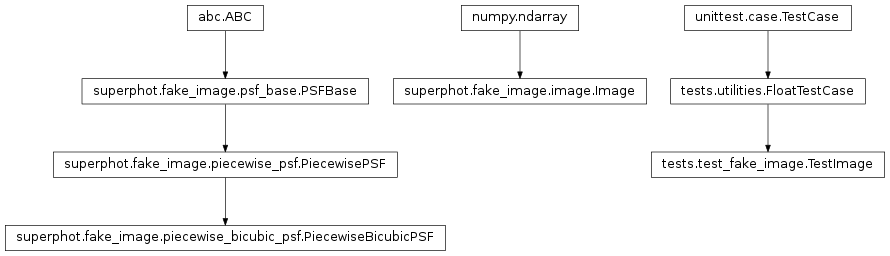 abc.ABC
numpy.ndarray
unittest.case.TestCase
superphot.fake_image.psf_base.PSFBase
superphot.fake_image.image.Image
tests.utilities.FloatTestCase
superphot.fake_image.piecewise_psf.PiecewisePSF
tests.test_fake_image.TestImage
superphot.fake_image.piecewise_bicubic_psf.PiecewiseBicubicPSF